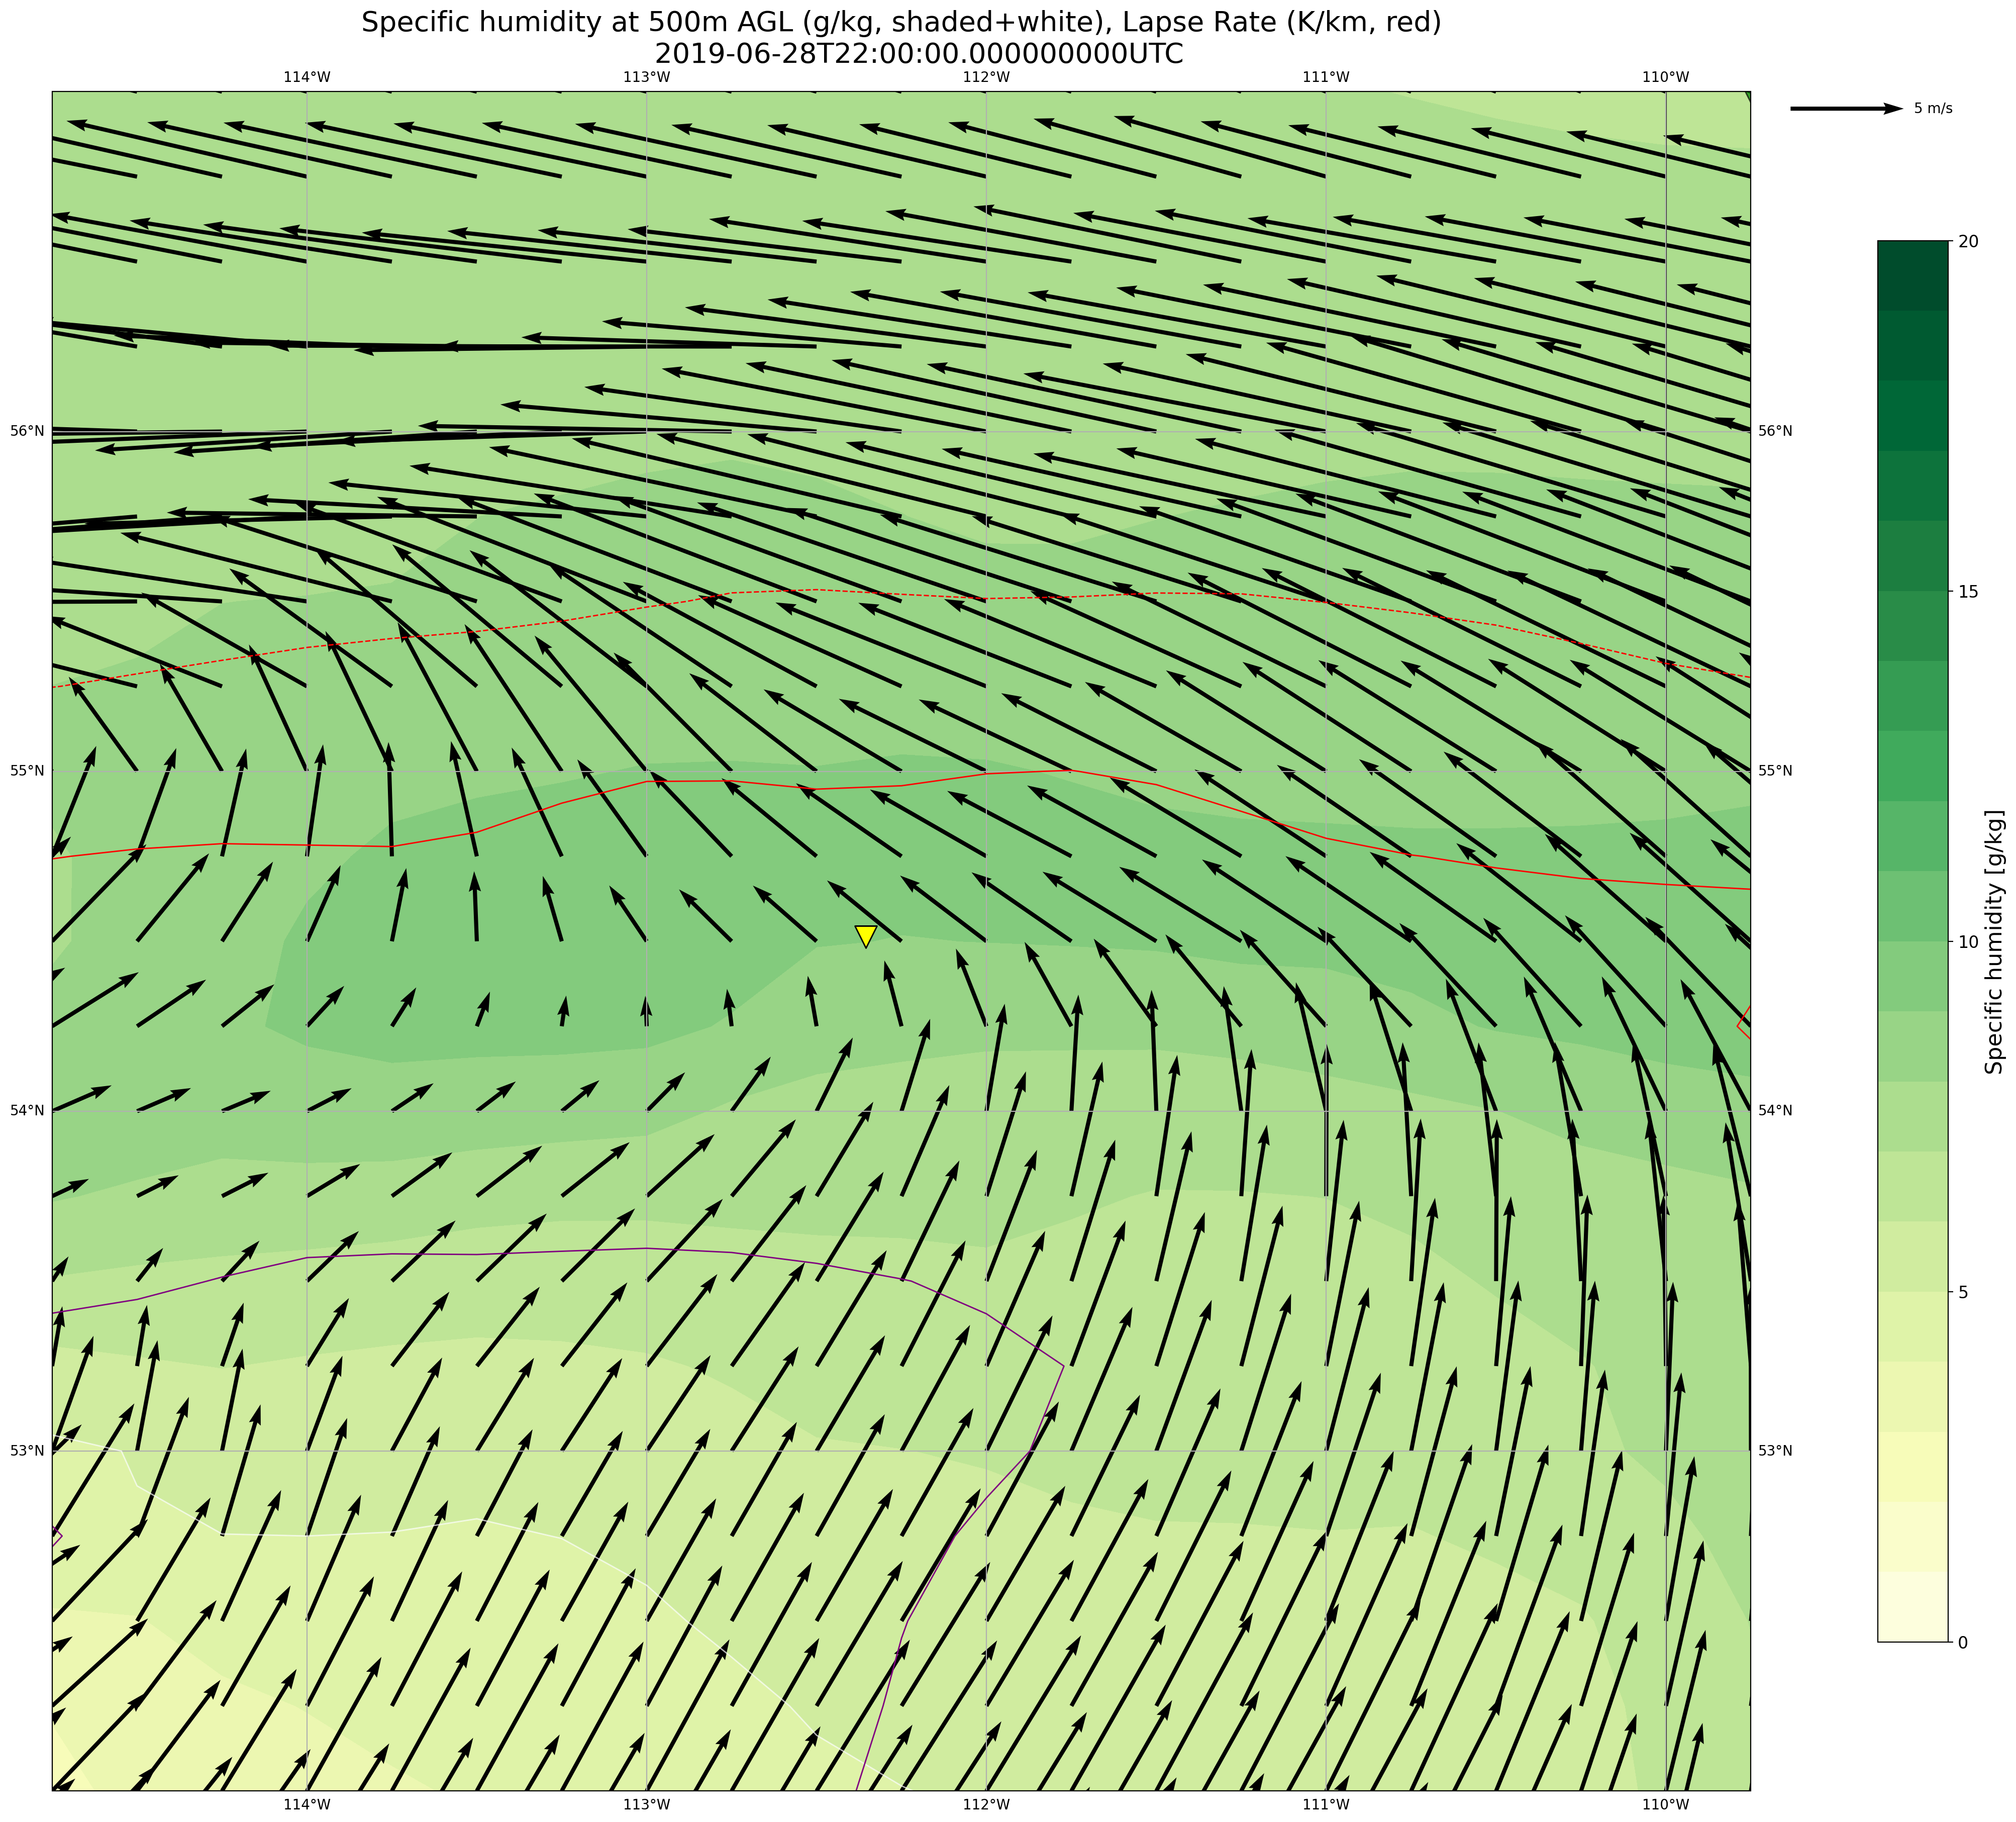 Specific humidity at 500m AGL (g/kg, shaded+white), Lapse Rate (K/km, red)
2019-06-28T22:00:00.000000000UTC
114°W 113°W 112°W 111°W 110°W
5 m/s
56°N 56°N
55°N 55°N
54°N 54°N
53°N 53°N
114°W 113°W 112°W 111°W 110°W
20
15
10
5
0
Specific humidity [g/kg]